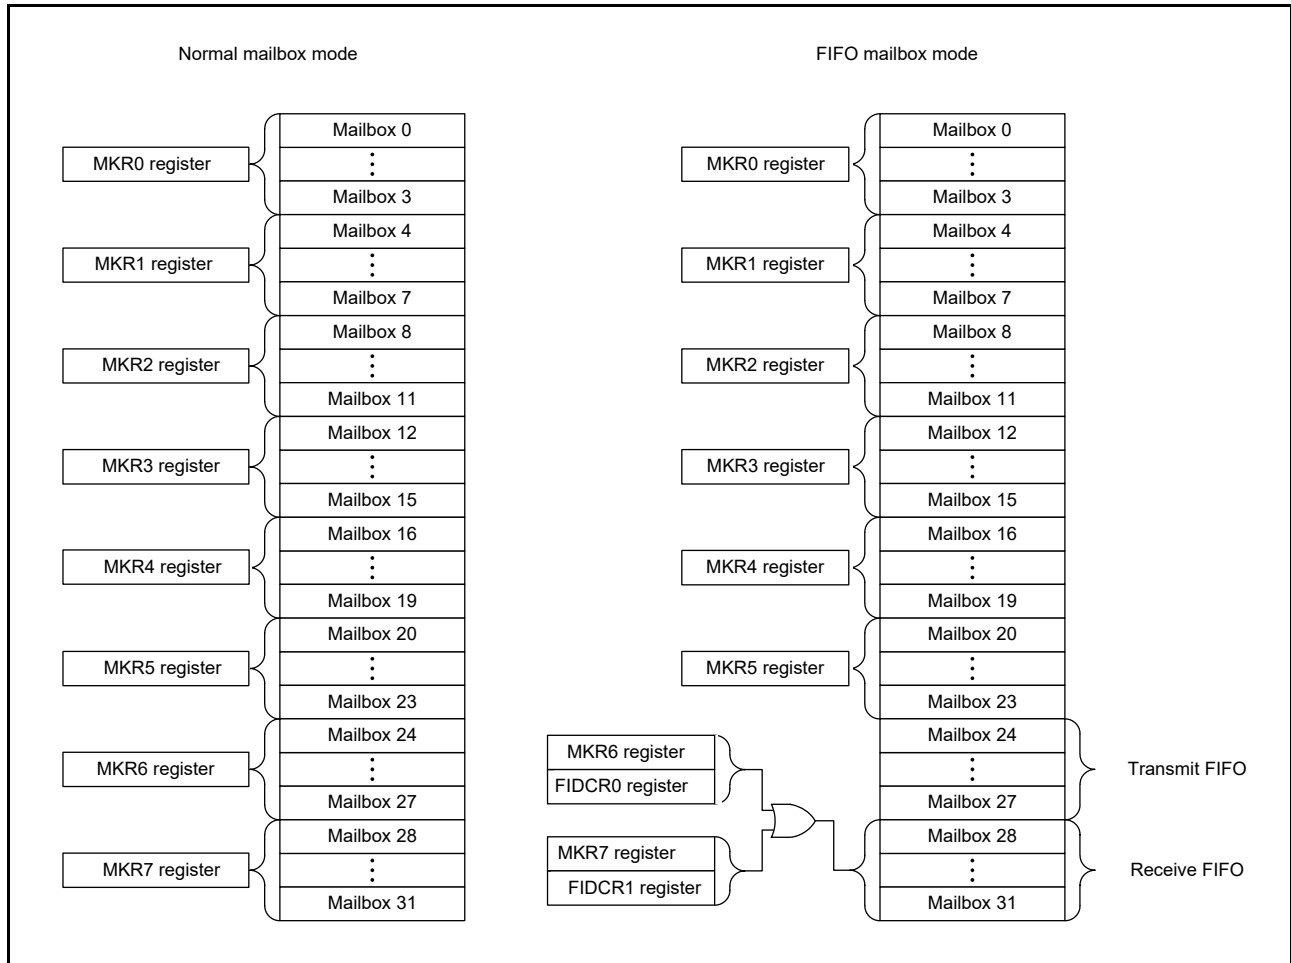 Normal mailbox mode
MKR0 register
Mailbox 0
Mailbox 3
MKR1 register
Mailbox 4
Mailbox 7
MKR2 register
Mailbox 8
Mailbox 11
MKR3 register
Mailbox 12
Mailbox 15
MKR4 register
Mailbox 16
Mailbox 19
MKR5 register
Mailbox 20
Mailbox 23
MKR6 register
Mailbox 24
Mailbox 27
MKR7 register
Mailbox 28
Mailbox 31
FIFO mailbox mode
MKR0 register
Mailbox 0
Mailbox 3
MKR1 register
Mailbox 4
Mailbox 7
MKR2 register
Mailbox 8
Mailbox 11
MKR3 register
Mailbox 12
Mailbox 15
MKR4 register
Mailbox 16
Mailbox 19
MKR5 register
Mailbox 20
Mailbox 23
MKR6 register
FIDCR0 register
Mailbox 24
Mailbox 27
Transmit FIFO
MKR7 register
FIDCR1 register
Mailbox 28
Mailbox 31
Receive FIFO